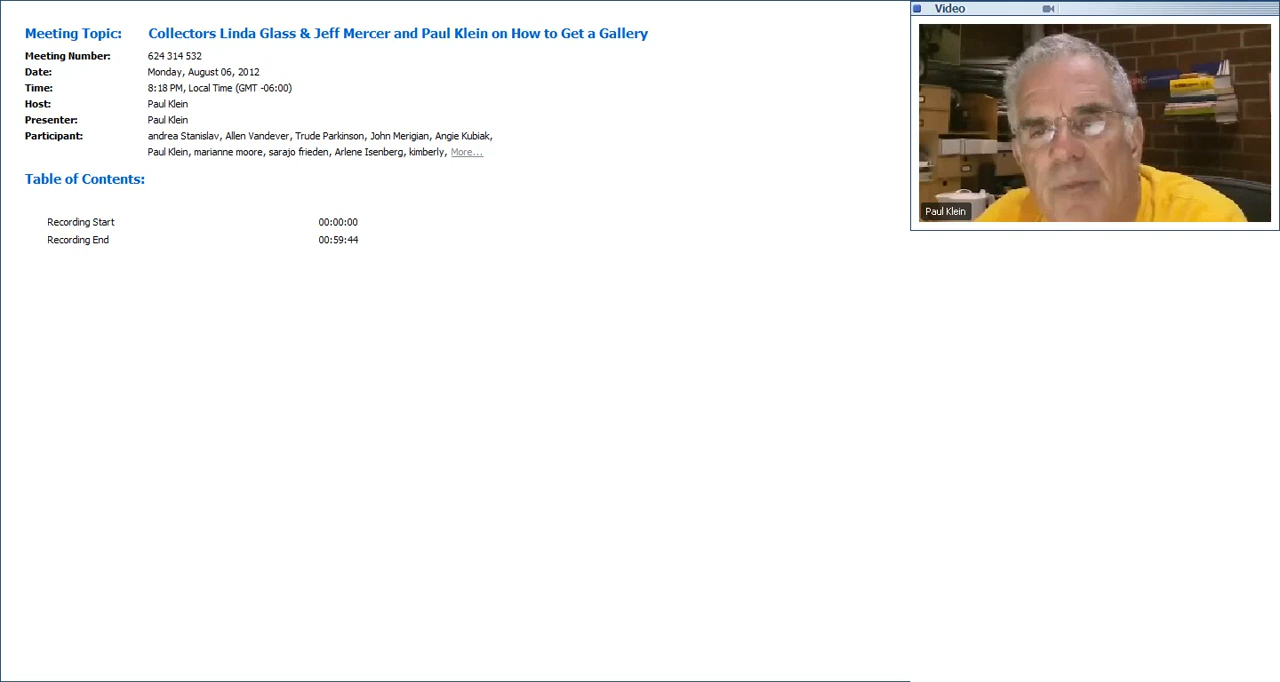 Meeting Topic: Collectors Linda Glass & Jeff Mercer and Paul Klein on How to Get a Gallery
Meeting Number: 624 314 532
Date: Monday, August 06, 2012
Time: 8:18 PM, Local Time (GMT -06:00)
Host: Paul Klein
Presenter: Paul Klein
Participant: andrea Stanislav, Allen Vandever, Trude Parkinson, John Merigian, Angie Kubiak,
Paul Klein, marianne moore, sarajo frieden, Arlene Isenberg, kimberly, More...
Table of Contents:
Recording Start 00:00:00
Recording End 00:59:44
Video
Paul Klein